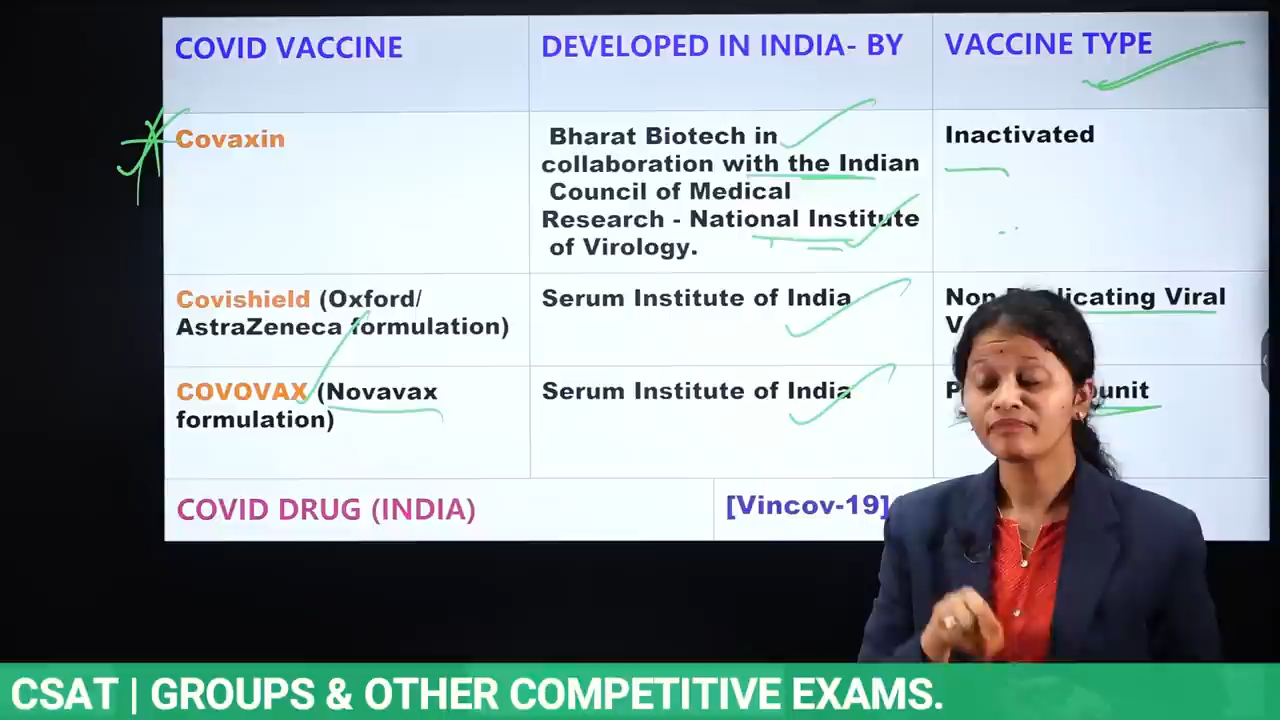 COVID VACCINE
DEVELOPED IN INDIA- BY
VACCINE TYPE
Covaxin
Bharat Biotech in
collaboration with the Indian
Council of Medical
Research - National Institute
of Virology.
Inactivated
Covishield (Oxford/
AstraZeneca formulation)
Serum Institute of India
Non Viral
COVOVAX (Novavax
formulation)
Serum Institute of India
COVID DRUG (INDIA)
[Vincov-19]
CSAT | GROUPS & OTHER COMPETITIVE EXAMS.